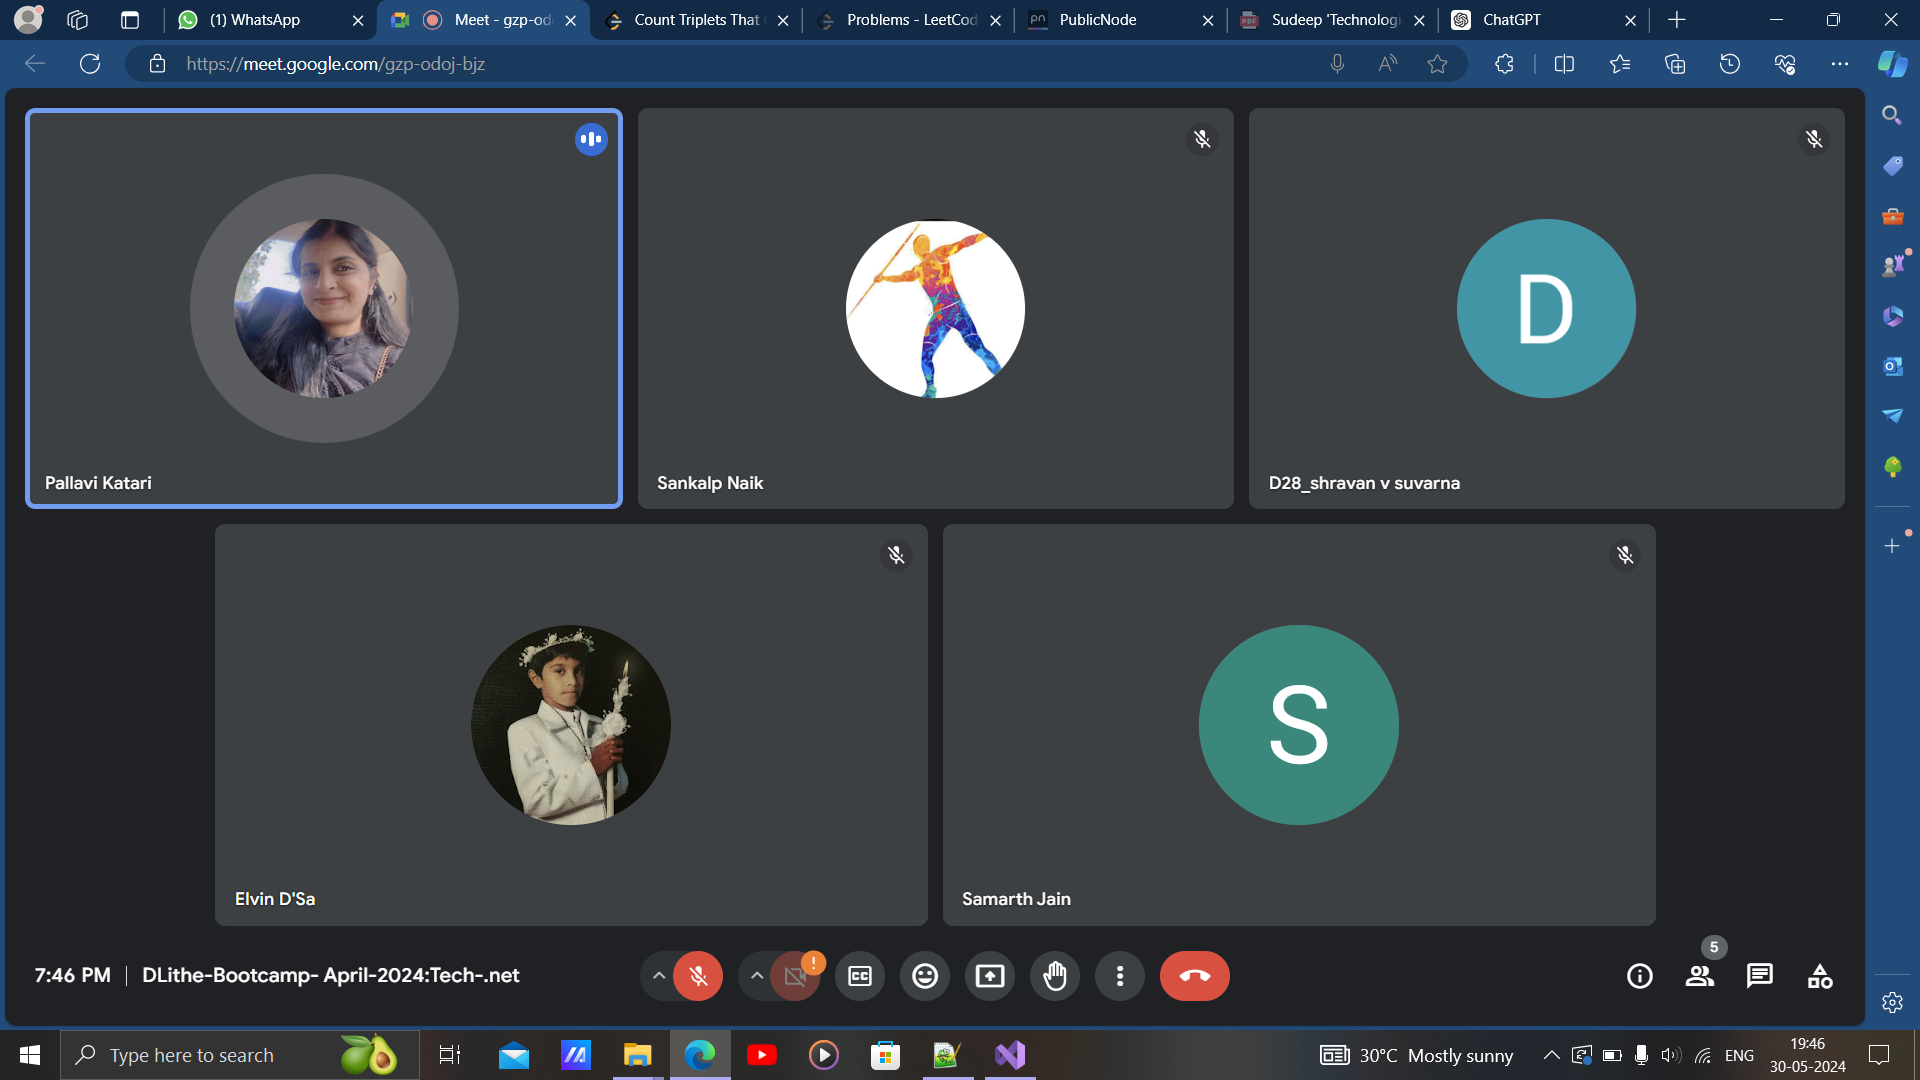 (1) WhatsApp
Meet - gzp-od
Count Triplets That
Problems - LeetCod
PublicNode
Sudeep 'Technologi
ChatGPT
https://meet.google.com/gzp-odoj-bjz
Pallavi Katari
Sankalp Naik
D
D28_shravan v suvarna
Elvin D'Sa
S
Samarth Jain
5
7:46 PM | DLithe-Bootcamp- April-2024:Tech-.net
Type here to search
30°C Mostly sunny
ENG
19:46
30-05-2024